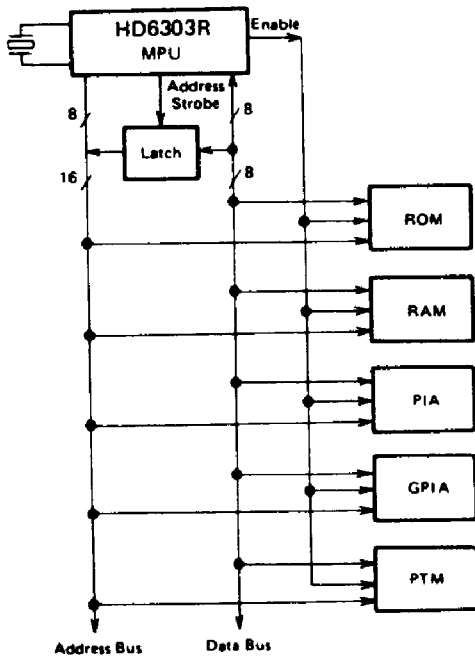 HD6303R
MPU
Enable
Address
Strobe
8
8
Latch
16
8
ROM
RAM
PIA
GPIA
PTM
Address Bus
Data Bus